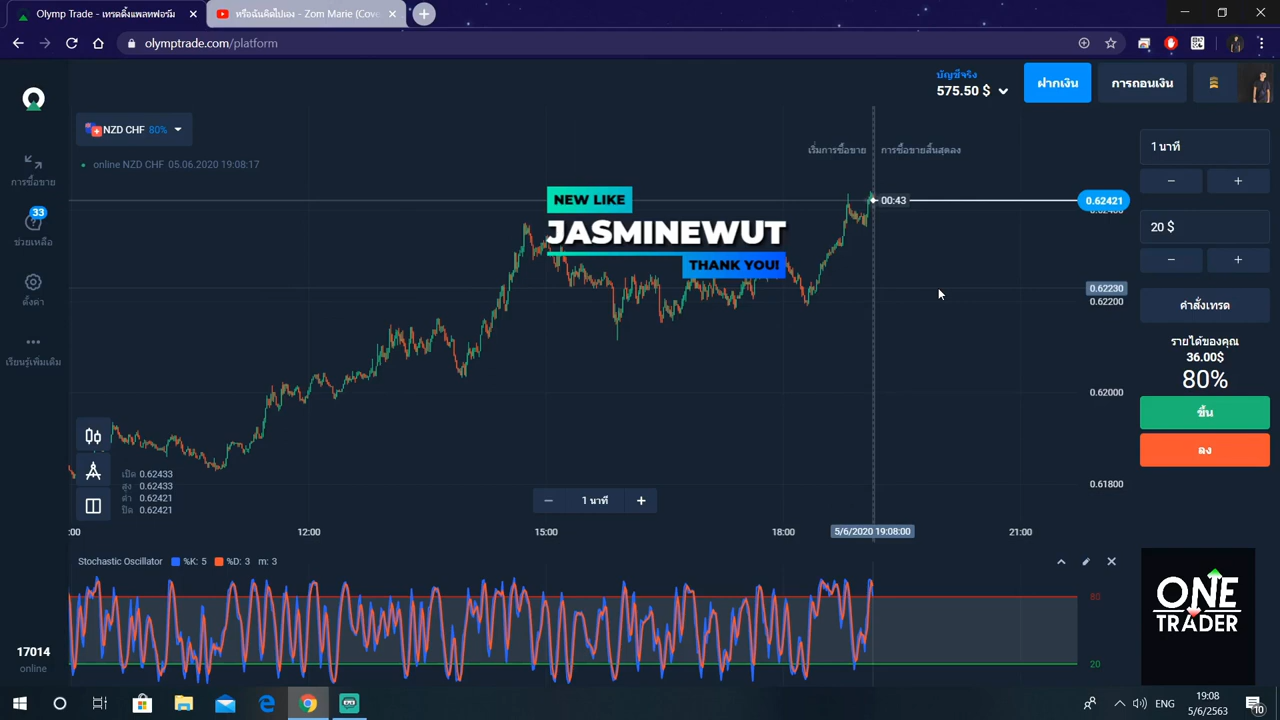 Olymp Trade - เทรดดิ้งแพลทฟอร์ม
หรือฉันคิดไปเอง - Zom Marie (Cov
olymptrade.com/platform
บัญชีจริง
575.50 $
ฝากเงิน
การถอนเงิน
NZD CHF 80%
online NZD CHF 05.06.2020 19:08:17
การซื้อขาย
33
ช่วยเหลือ
ตั้งค่า
เรียนรู้เพิ่มเติม
17014
online
เริ่มการซื้อขาย
การซื้อขายสิ้นสุดลง
NEW LIKE
JASMINEWUT
THANK YOU!
00:43
0.62421
0.62400
0.62230
0.62200
0.62000
0.61800
1 นาที
20 $
คำสั่งเทรด
รายได้ของคุณ
36.00$
80%
ขึ้น
ลง
เปิด 0.62433
สูง 0.62433
ต่ำ 0.62421
ปิด 0.62421
1 นาที
:00
12:00
15:00
18:00
5/6/2020 19:08:00
21:00
Stochastic Oscillator %K: 5 %D: 3 m: 3
80
20
ONE
TRADER
ENG
19:08
5/6/2563
10